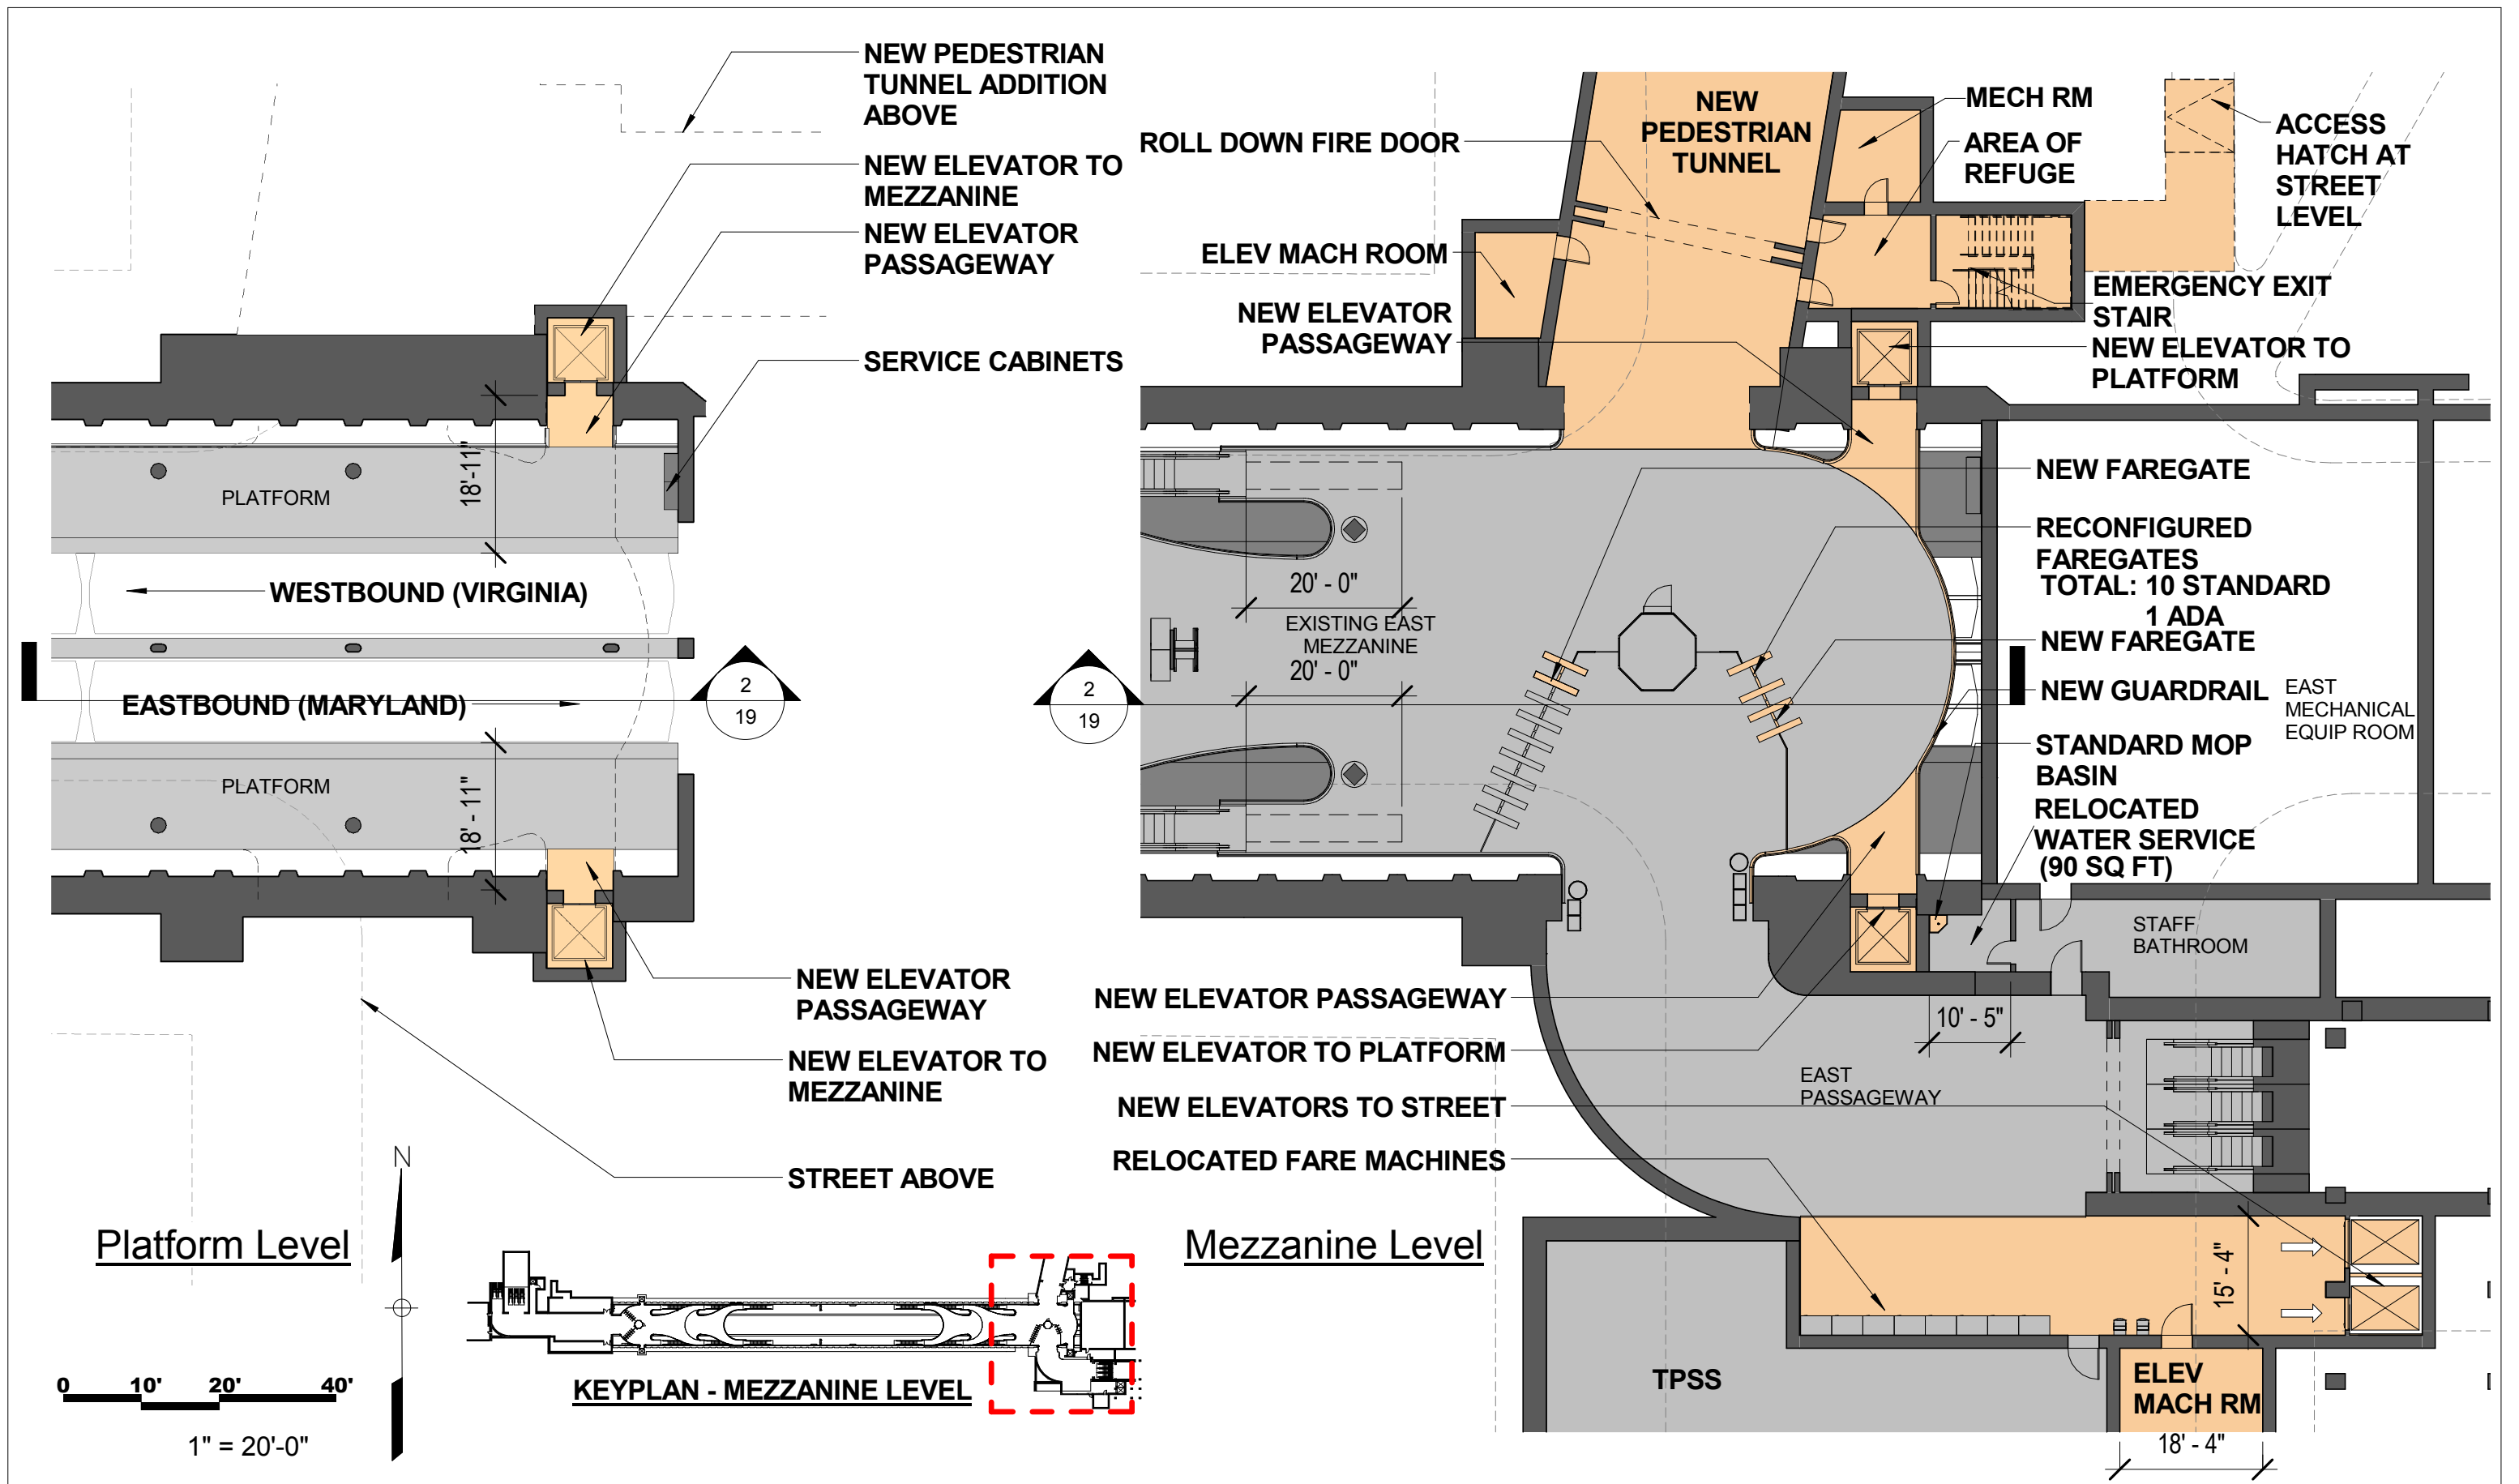 NEW PEDESTRIAN
TUNNEL ADDITION
ABOVE
NEW ELEVATOR TO
MEZZANINE
NEW ELEVATOR
PASSAGEWAY
SERVICE CABINETS
18'-11"
PLATFORM
WESTBOUND (VIRGINIA)
EASTBOUND (MARYLAND)
2
19
PLATFORM
18' - 11"
NEW ELEVATOR
PASSAGEWAY
NEW ELEVATOR TO
MEZZANINE
STREET ABOVE
N
Platform Level
0 10' 20' 40'
1" = 20'-0"
KEYPLAN - MEZZANINE LEVEL
NEW
PEDESTRIAN
TUNNEL
ROLL DOWN FIRE DOOR
MECH RM
AREA OF
REFUGE
ACCESS
HATCH AT
STREET
LEVEL
ELEV MACH ROOM
NEW ELEVATOR
PASSAGEWAY
EMERGENCY EXIT
STAIR
NEW ELEVATOR TO
PLATFORM
NEW FAREGATE
RECONFIGURED
FAREGATES
TOTAL: 10 STANDARD
1 ADA
NEW FAREGATE
NEW GUARDRAIL
EAST
MECHANICAL
EQUIP ROOM
STANDARD MOP
BASIN
RELOCATED
WATER SERVICE
(90 SQ FT)
20' - 0"
EXISTING EAST
MEZZANINE
20' - 0"
2
19
STAFF
BATHROOM
NEW ELEVATOR PASSAGEWAY
10' - 5"
NEW ELEVATOR TO PLATFORM
EAST
PASSAGEWAY
NEW ELEVATORS TO STREET
RELOCATED FARE MACHINES
Mezzanine Level
15' - 4"
TPSS
ELEV
MACH RM
18' - 4"